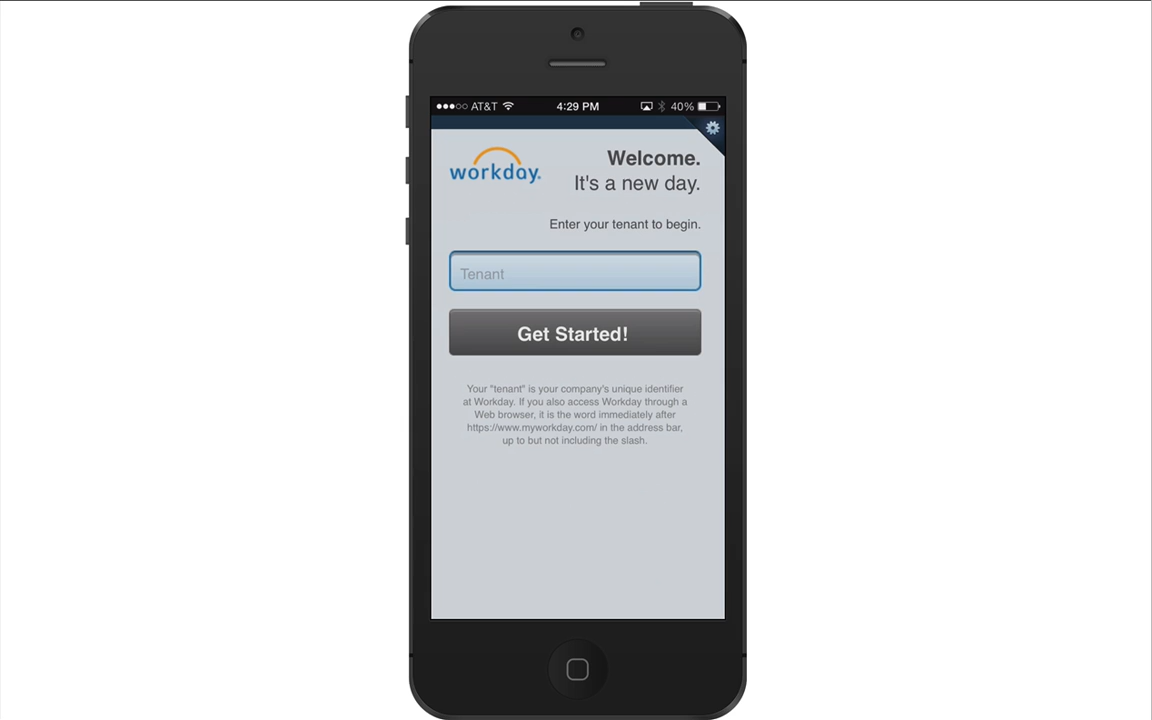 AT&T 4:29 PM 40%
workday.
Welcome.
It's a new day.
Enter your tenant to begin.
Tenant
Get Started!
Your "tenant" is your company's unique identifier
at Workday. If you also access Workday through a
Web browser, it is the word immediately after
https://www.myworkday.com/ in the address bar,
up to but not including the slash.